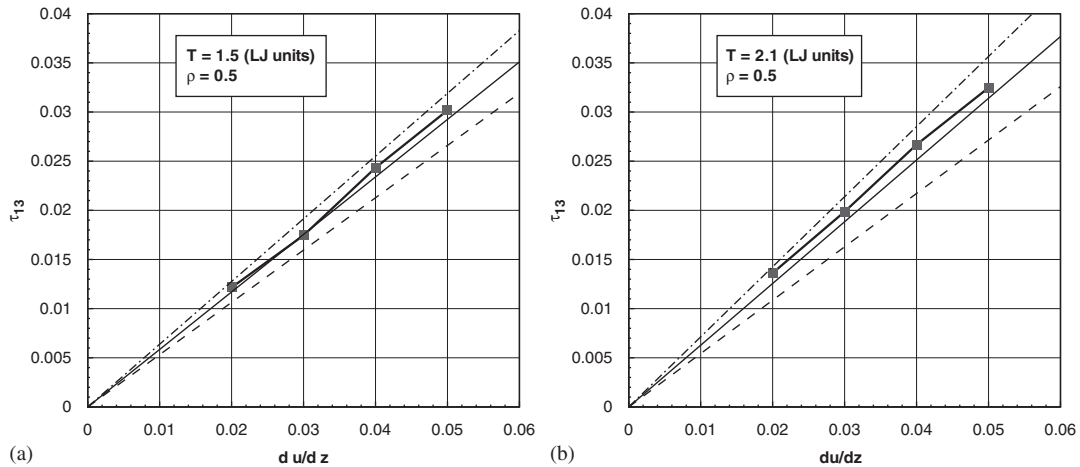 0.04
0.035
0.03
0.025
0.02
0.015
0.01
0.005
0
τ13
T = 1.5 (LJ units)
ρ = 0.5
0 0.01 0.02 0.03 0.04 0.05 0.06
(a)
d u/d z
0.04
0.035
0.03
0.025
0.02
0.015
0.01
0.005
0
τ13
T = 2.1 (LJ units)
ρ = 0.5
0 0.01 0.02 0.03 0.04 0.05 0.06
(b)
du/dz